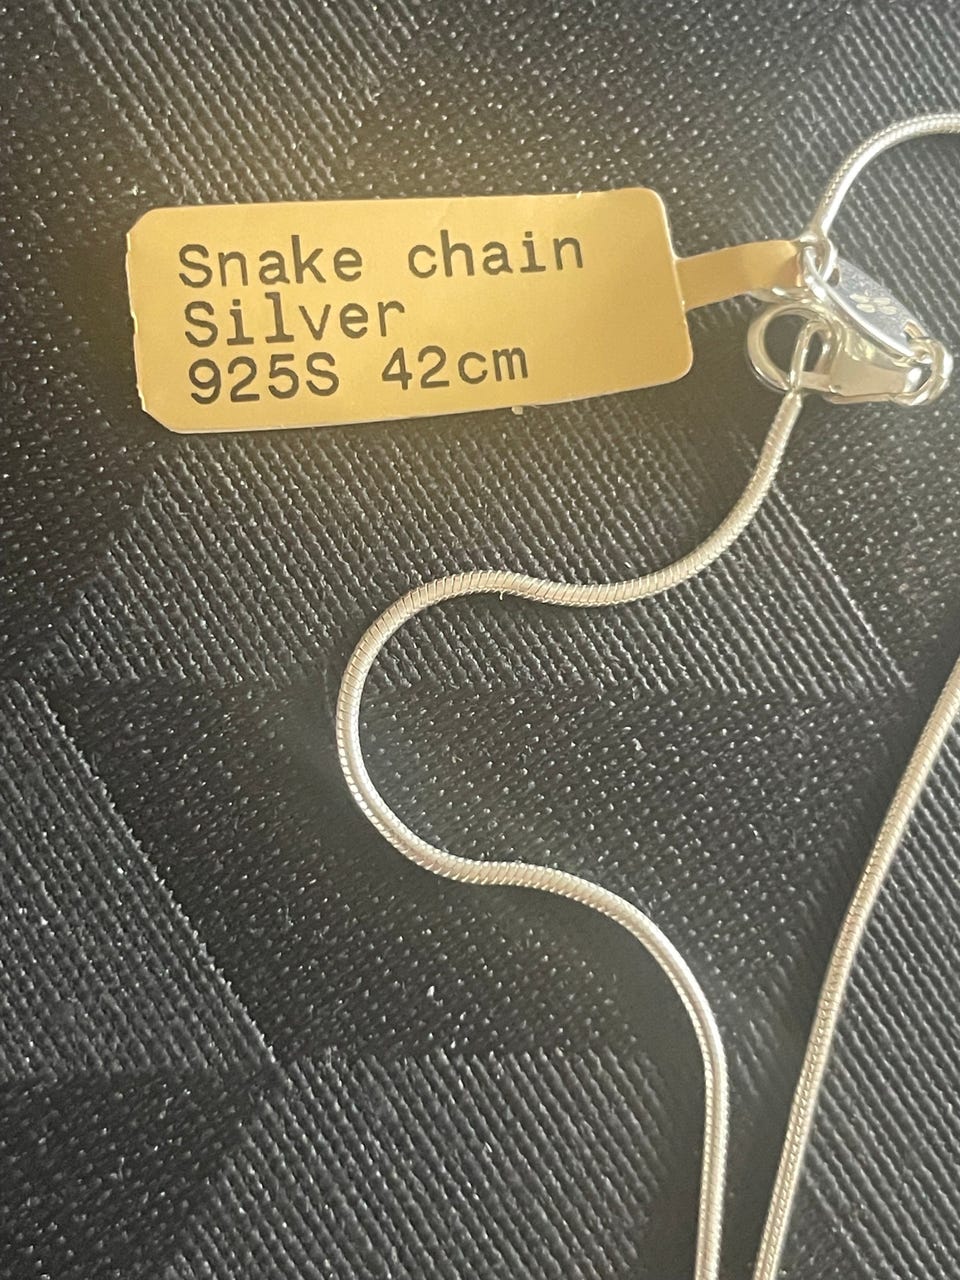 Snake chain
Silver
925S 42cm